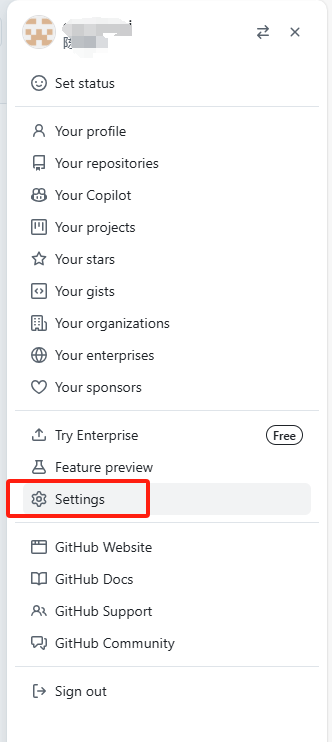 Set status
Your profile
Your repositories
Your Copilot
Your projects
Your stars
Your gists
Your organizations
Your enterprises
Your sponsors
Try Enterprise Free
Feature preview
Settings
GitHub Website
GitHub Docs
GitHub Support
GitHub Community
Sign out